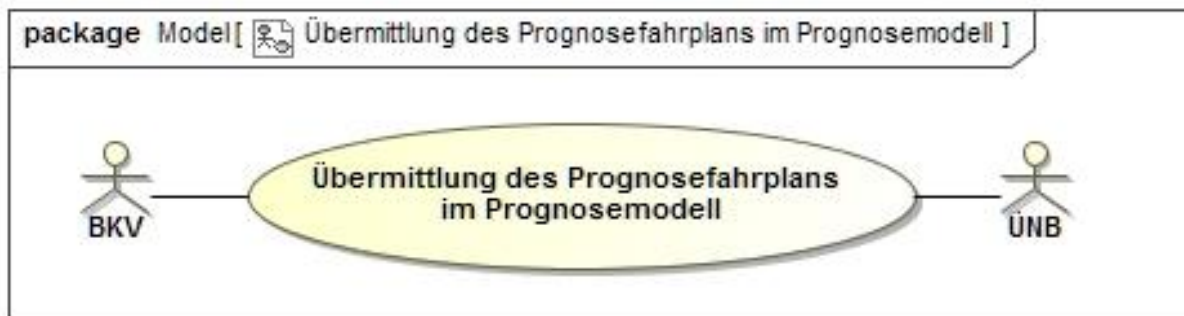 package Model[ Übermittlung des Prognosefahrplans im Prognosemodell ]
Übermittlung des Prognosefahrplans
im Prognosemodell
BKV
ÜNB